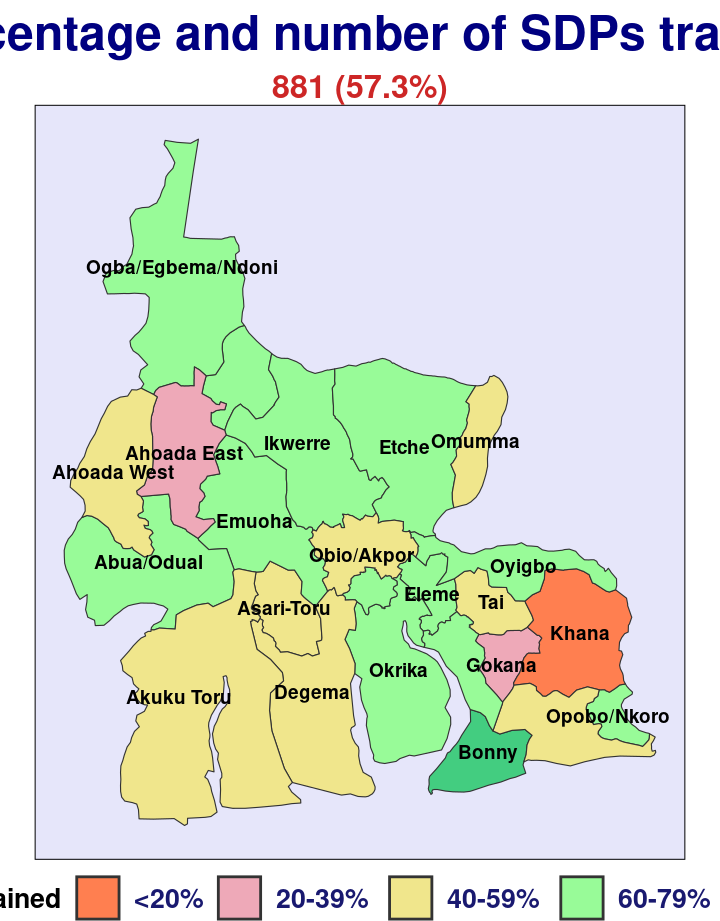 centage and number of SDPs tra
881 (57.3%)
Ogba/Egbema/Ndoni
Ikwerre
Etche
Omumma
Ahoada East
Ahoada West
Emuoha
Obio/Akpor
Abua/Odual
Oyigbo
Eleme
Tai
Asari-Toru
Khana
Gokana
Okrika
Degema
Akuku Toru
Opobo/Nkoro
Bonny
ained <20% 20-39% 40-59% 60-79%